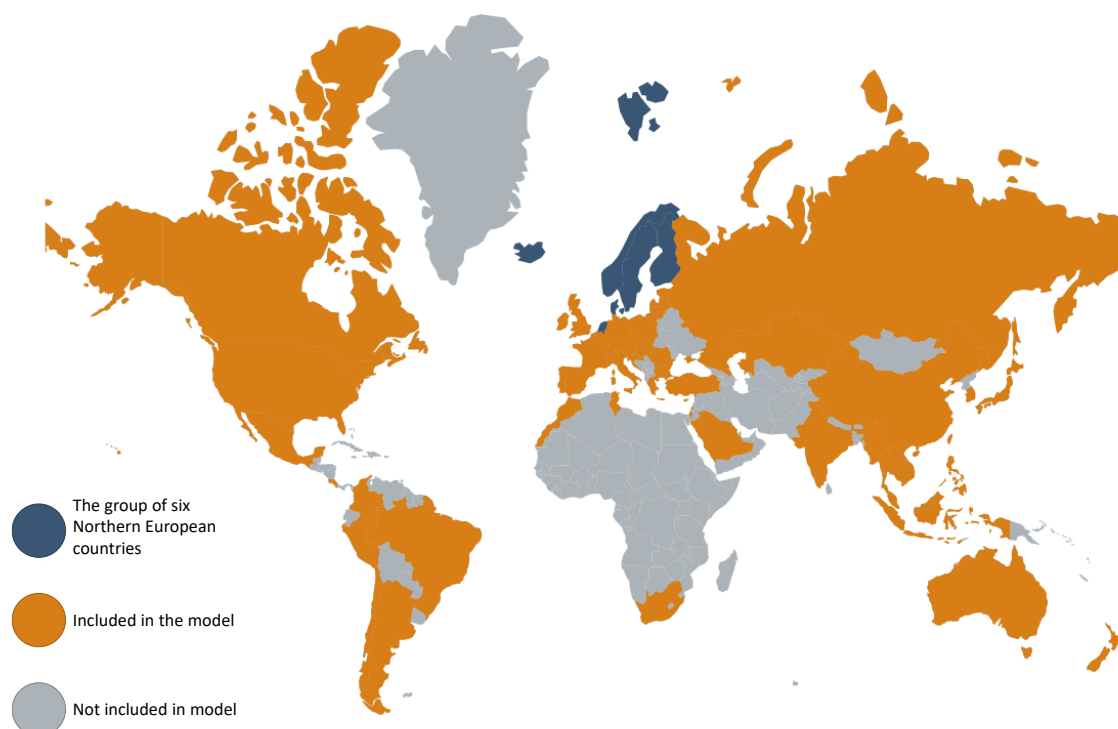 The group of six
Northern European
countries
Included in the model
Not included in model